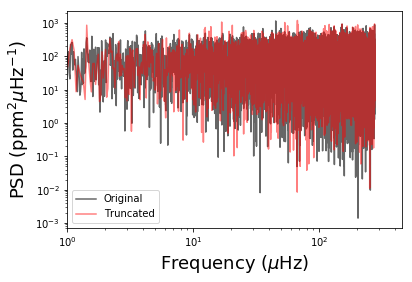 10³
10²
10¹
10⁰
10⁻¹
10⁻²
10⁻³
PSD (ppm²μHz⁻¹)
Original
Truncated
10⁰
10¹
10²
Frequency (μHz)